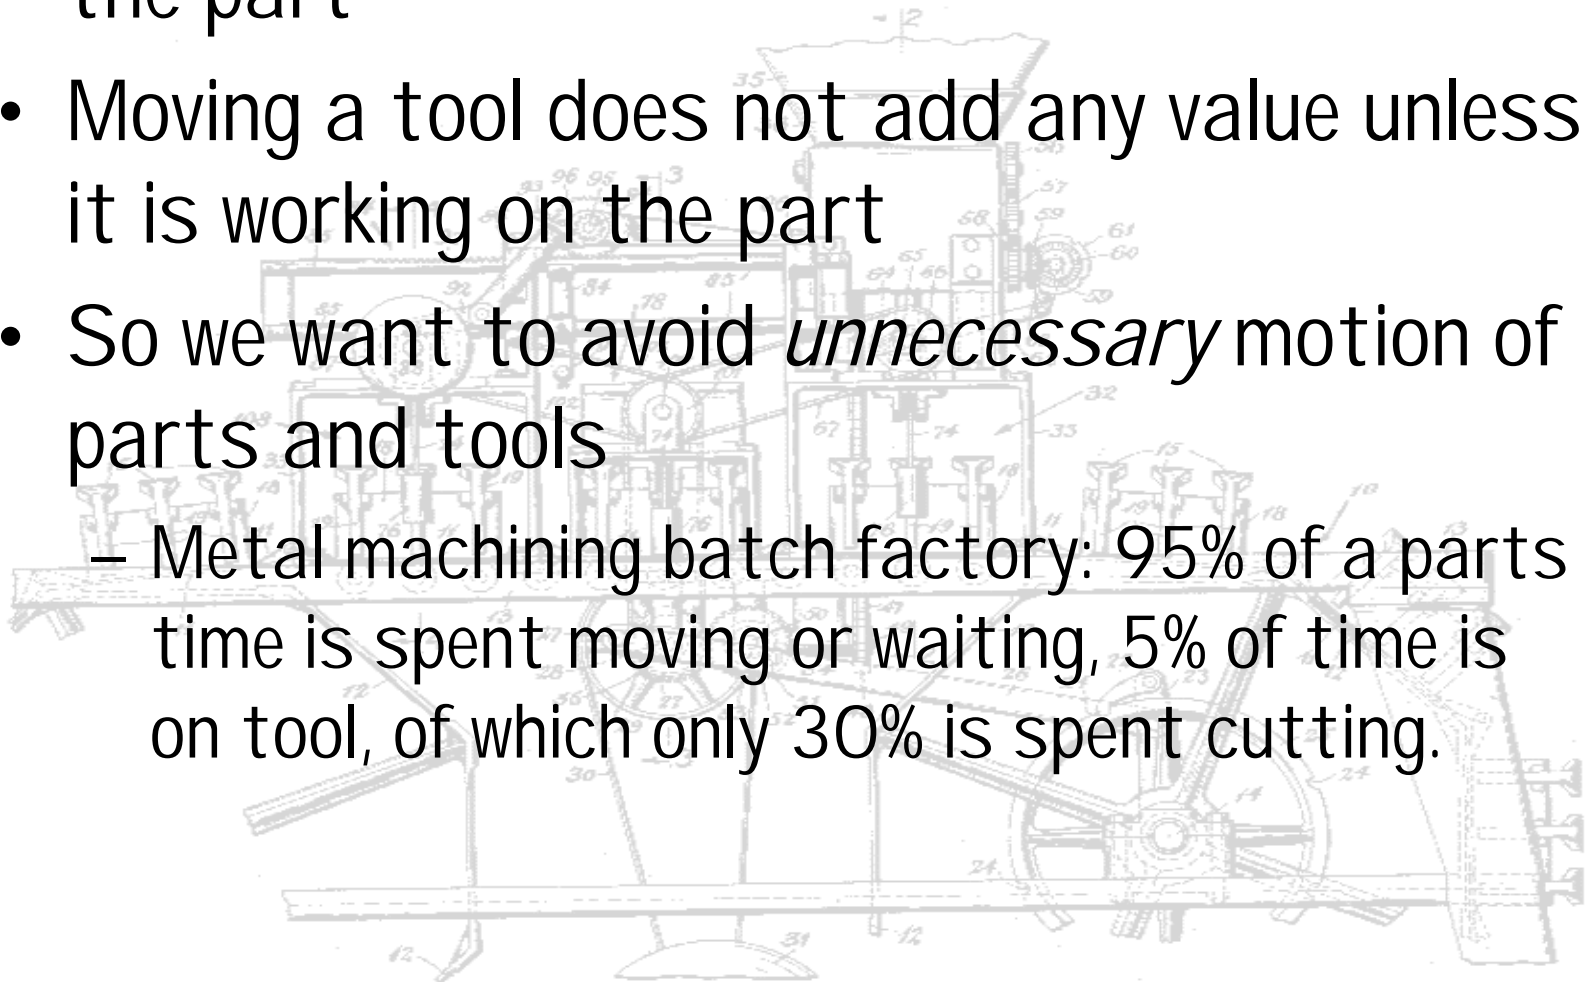 the part
• Moving a tool does not add any value unless
it is working on the part
• So we want to avoid unnecessary motion of
parts and tools
– Metal machining batch factory: 95% of a parts
time is spent moving or waiting, 5% of time is
on tool, of which only 30% is spent cutting.